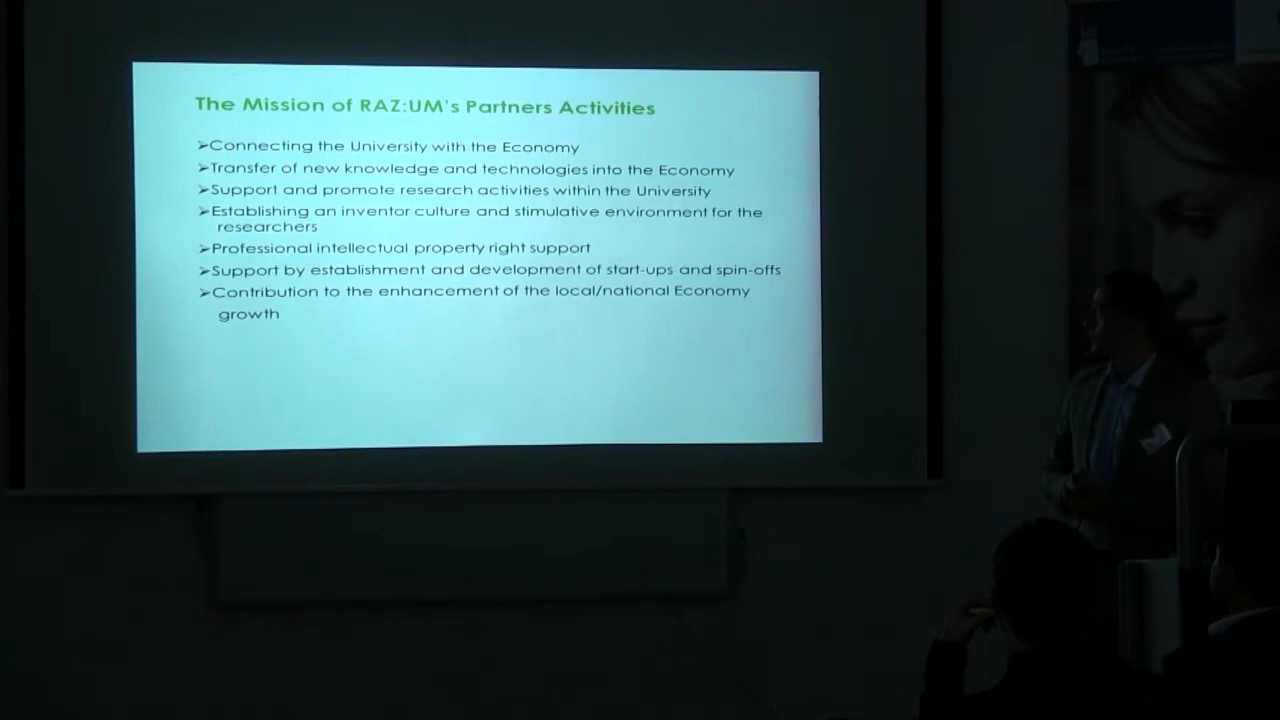 The Mission of RAZ:UM's Partners Activities
➢Connecting the University with the Economy
➢Transfer of new knowledge and technologies into the Economy
➢Support and promote research activities within the University
➢Establishing an inventor culture and stimulative environment for the
researchers
➢Professional intellectual property right support
➢Support by establishment and development of start-ups and spin-offs
➢Contribution to the enhancement of the local/national Economy
growth